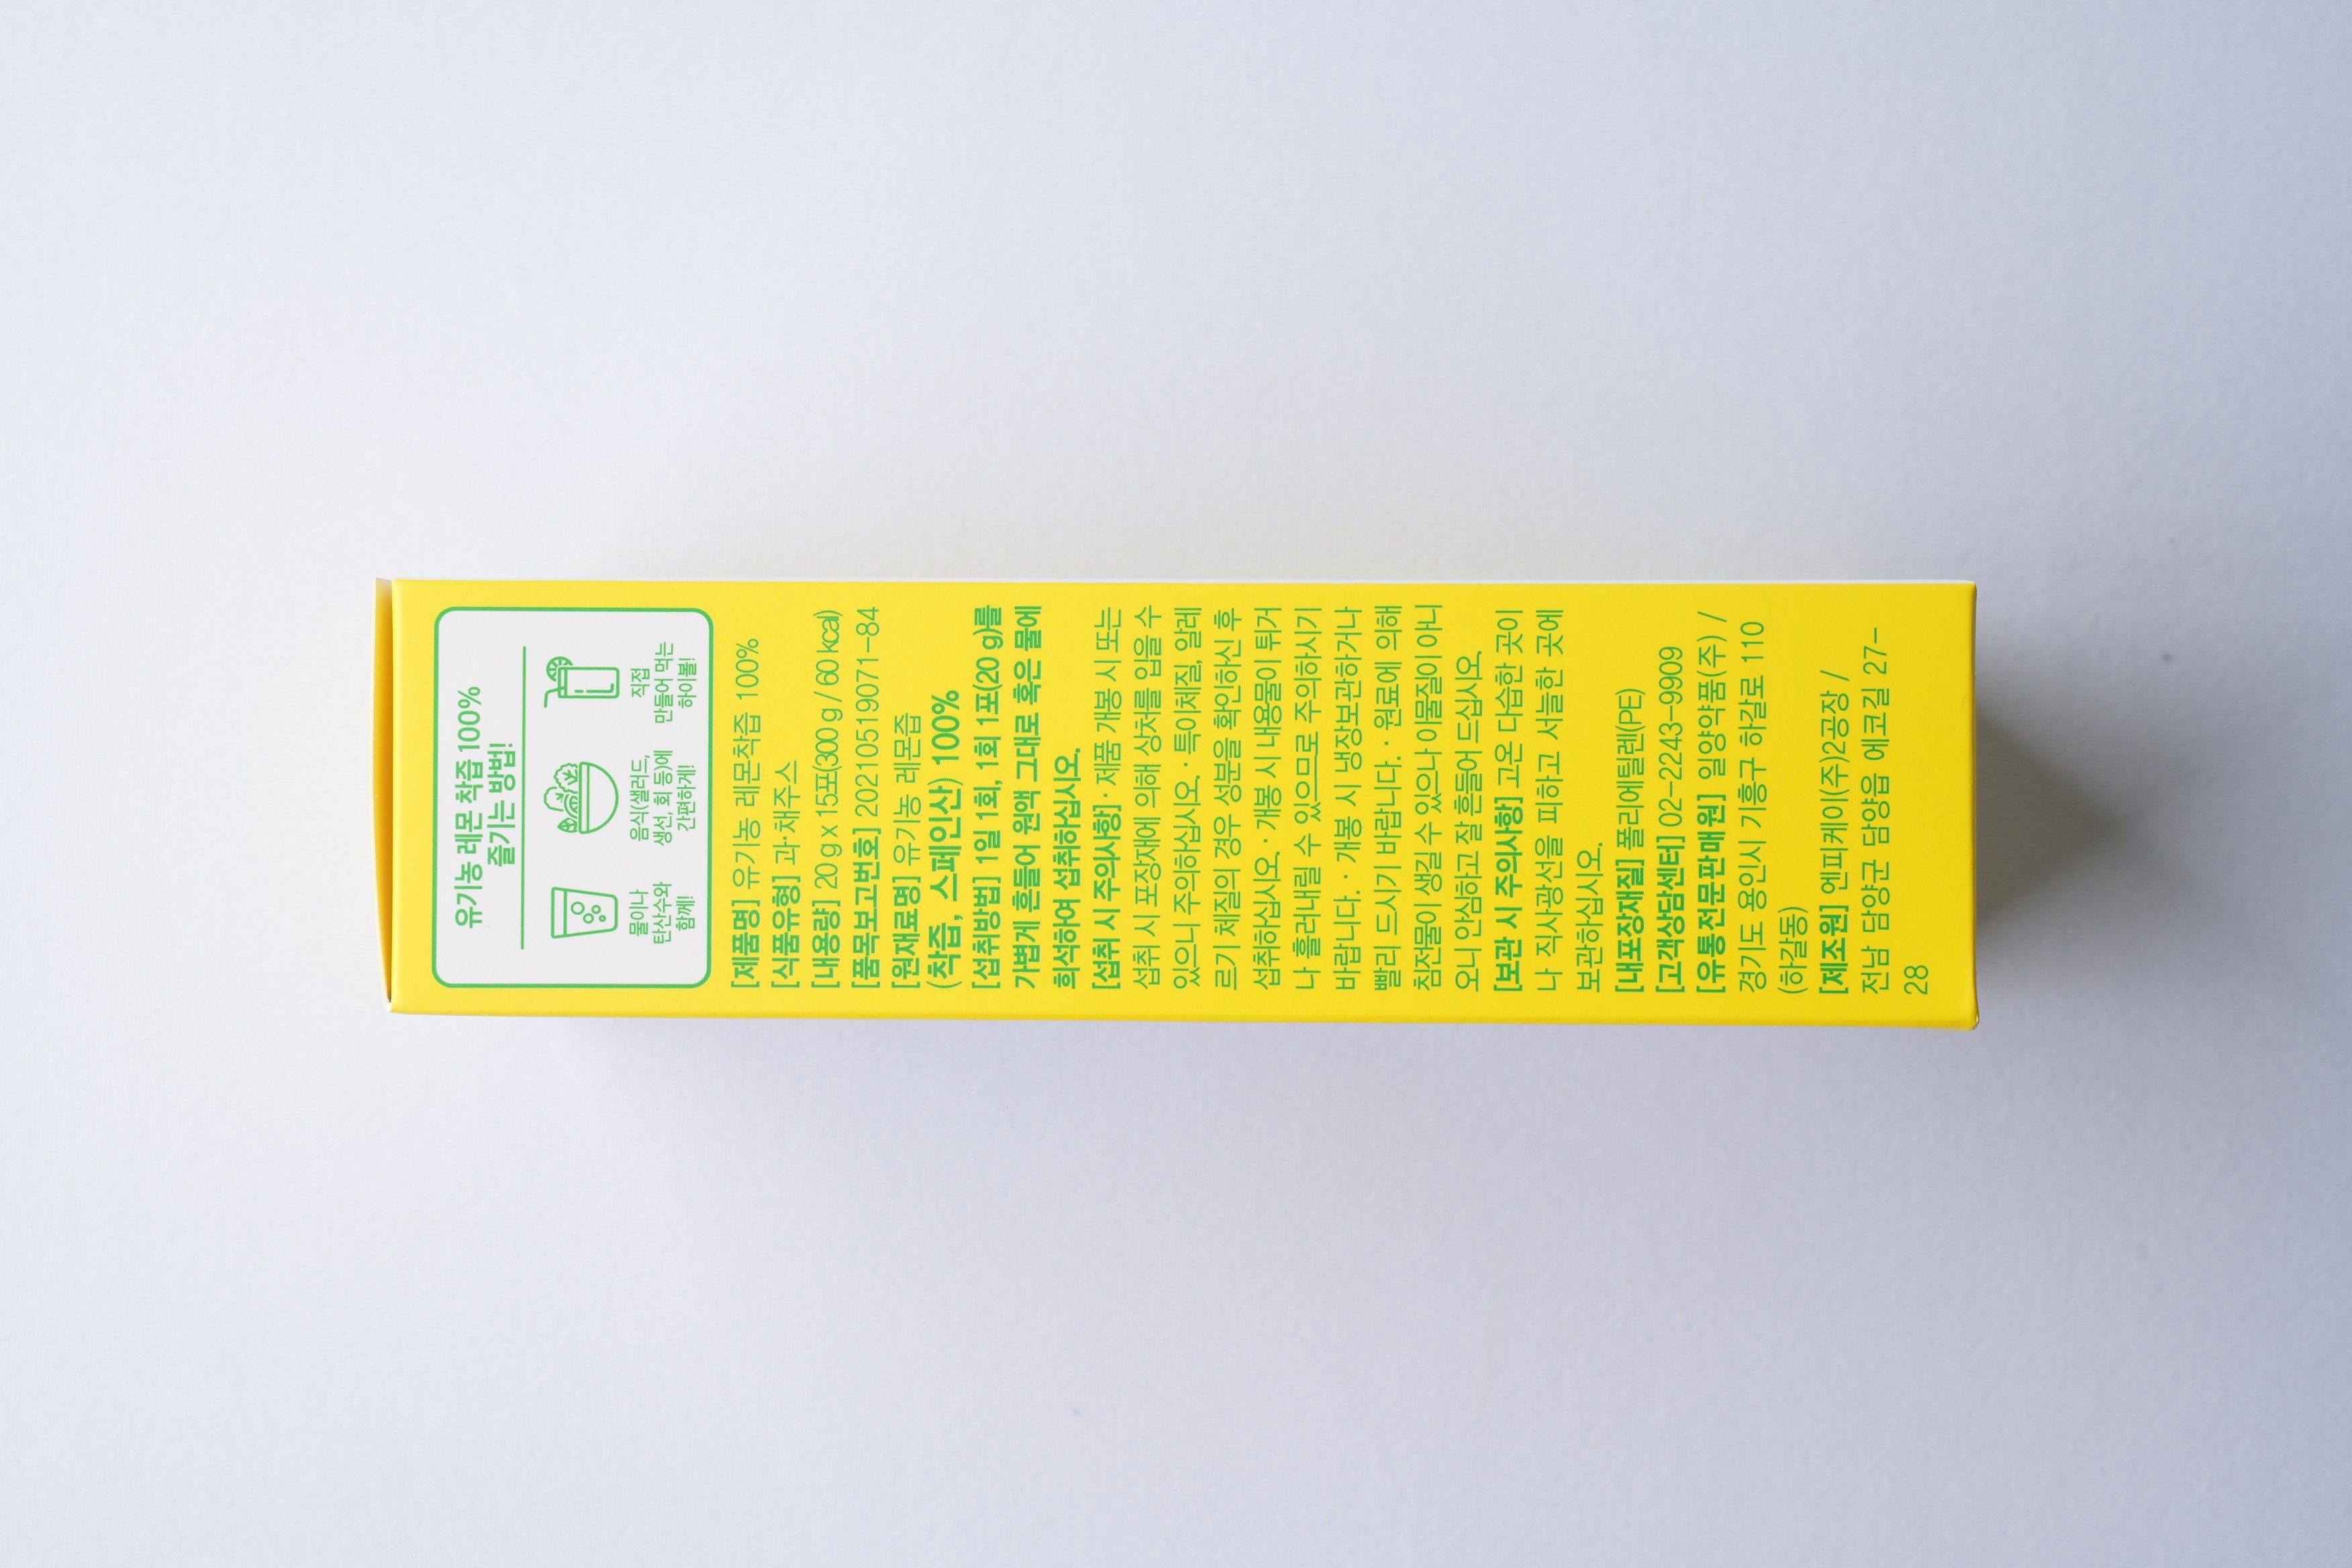 유기농 레몬 착즙 100%
즐기는 방법!
물이나
탄산수와
함께!
음식(샐러드,
생선, 회 등)에
간편하게!
직접
만들어 먹는
하이볼!
[제품명] 유기농 레몬착즙 100%
[식품유형] 과·채주스
[내용량] 20 g x 15포(300 g / 60 kcal)
[품목보고번호] 2021051907​1-84
[원재료명] 유기농 레몬즙
(착즙, 스페인산) 100%
[섭취방법] 1일 1회, 1회 1포(20 g)를
가볍게 흔들어 원액 그대로 혹은 물에
희석하여 섭취하십시오.
[섭취 시 주의사항] · 제품 개봉 시 또는
섭취 시 포장재에 의해 상처를 입을 수
있으니 주의하십시오. · 특이체질, 알레
르기 체질의 경우 성분을 확인하신 후
섭취하십시오. · 개봉 시 내용물이 튀거
나 흘러내릴 수 있으므로 주의하시기
바랍니다. · 개봉 시 냉장보관하거나
빨리 드시기 바랍니다. · 원료에 의해
침전물이 생길 수 있으나 이물질이 아니
오니 안심하고 잘 흔들어 드십시오.
[보관 시 주의사항] 고온 다습한 곳이
나 직사광선을 피하고 서늘한 곳에
보관하십시오.
[내포장재질] 폴리에틸렌(PE)
[고객상담센터] 02-2243-9909
[유통전문판매원] 일양약품(주) /
경기도 용인시 기흥구 하갈로 110
(하갈동)
[제조원] 엔피케이(주)2공장 /
전남 담양군 담양읍 에코길 27-
28